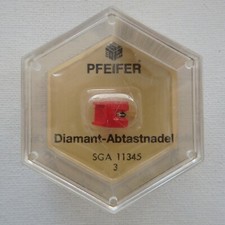 PFEIFER
Diamant-Abtastnadel
SGA 11345
3